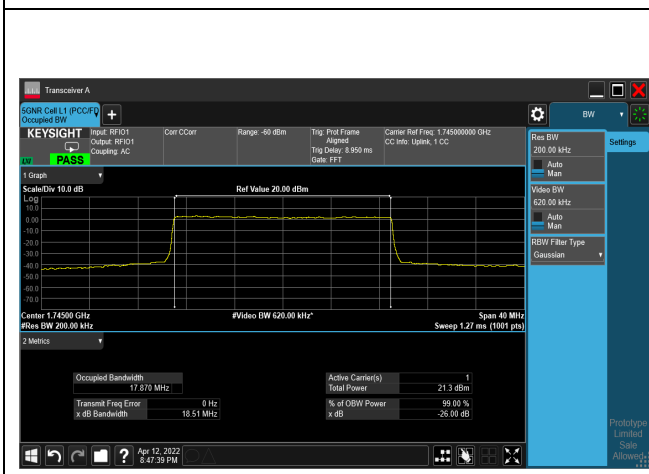 Transceiver A
5GNR Cell L1 (PCC/FD
Occupied BW
BW
KEYSIGHT
Input: RFIO1
Output: RFIO1
Coupling: AC
Corr CCorr
Range: -60 dBm
Trig: Prot Frame
Aligned
Trig Delay: 8.950 ms
Gate: FFT
Carrier Ref Freq: 1.745000000 GHz
CC Info: Uplink, 1 CC
LXI
PASS
Res BW
200.00 kHz
Auto
Man
Settings
Video BW
620.00 kHz
Auto
Man
RBW Filter Type
Gaussian
1 Graph
Scale/Div 10.0 dB
Ref Value 20.00 dBm
Log
10.0
0.00
-10.0
-20.0
-30.0
-40.0
-50.0
-60.0
-70.0
Center 1.74500 GHz
#Video BW 620.00 kHz*
Span 40 MHz
#Res BW 200.00 kHz
Sweep 1.27 ms (1001 pts)
2 Metrics
Occupied Bandwidth
17.870 MHz
Active Carrier(s) 1
Total Power 21.3 dBm
Transmit Freq Error 0 Hz
x dB Bandwidth 18.51 MHz
% of OBW Power 99.00 %
x dB -26.00 dB
Prototype
Limited
Sale
Allowed
Apr 12, 2022
8:47:39 PM